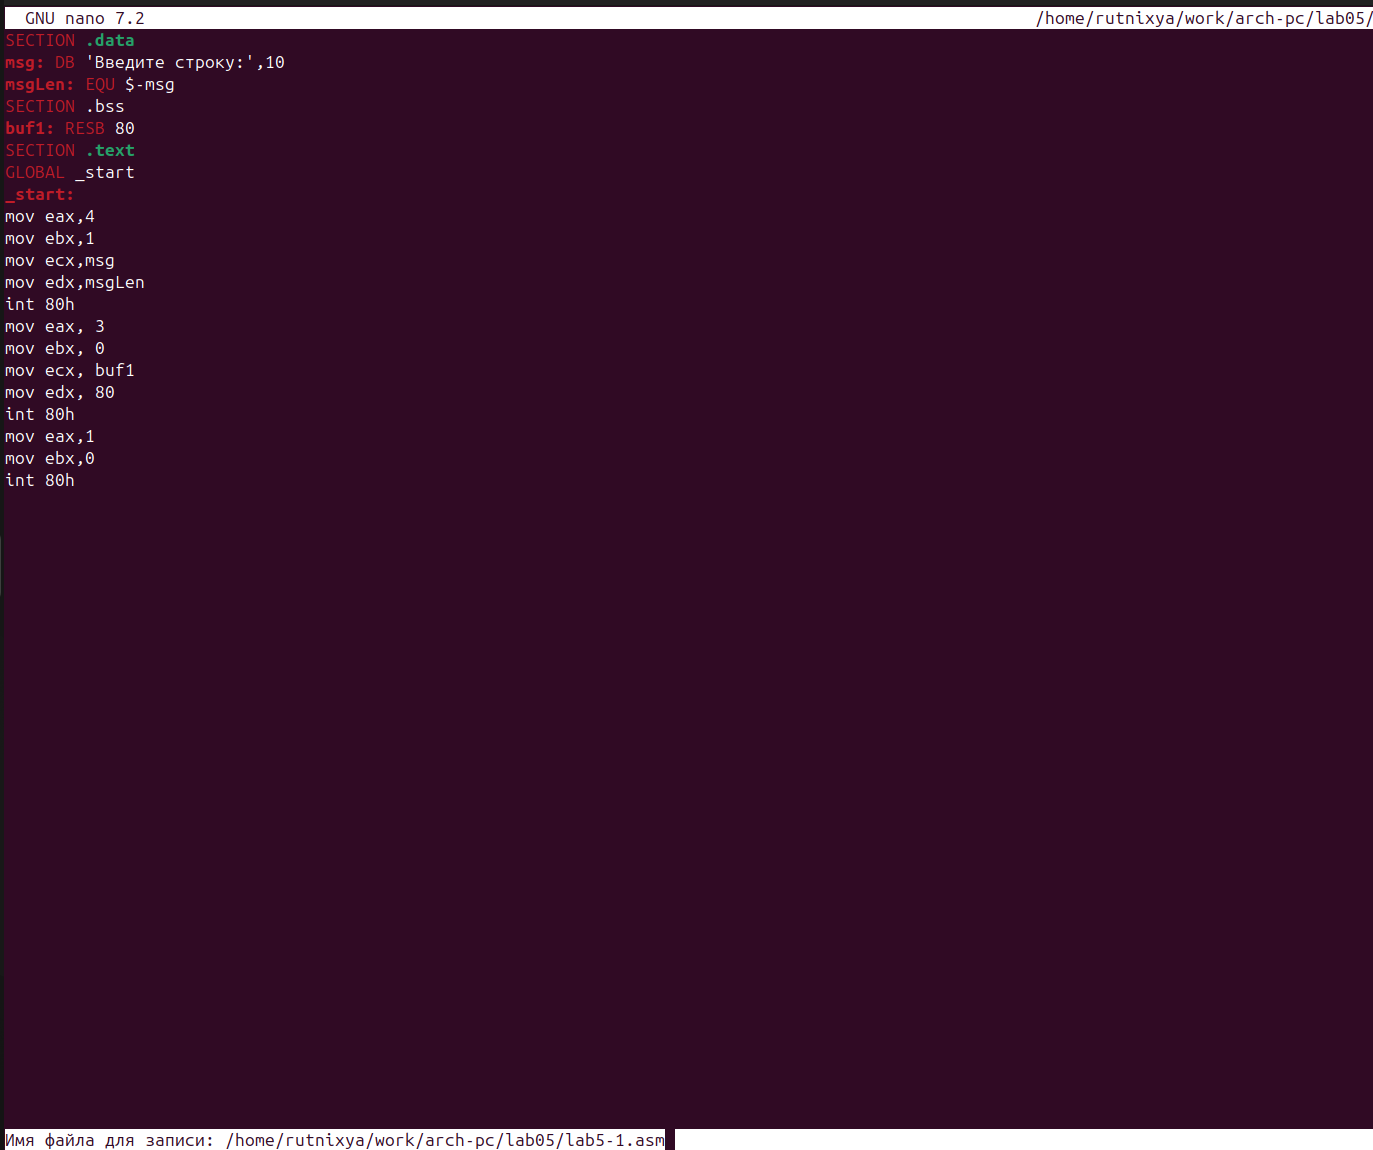 GNU nano 7.2 /home/rutnixya/work/arch-pc/lab05/
SECTION .data
msg: DB 'Введите строку:',10
msgLen: EQU $-msg
SECTION .bss
buf1: RESB 80
SECTION .text
GLOBAL _start
_start:
mov eax,4
mov ebx,1
mov ecx,msg
mov edx,msgLen
int 80h
mov eax, 3
mov ebx, 0
mov ecx, buf1
mov edx, 80
int 80h
mov eax,1
mov ebx,0
int 80h
Имя файла для записи: /home/rutnixya/work/arch-pc/lab05/lab5-1.asm